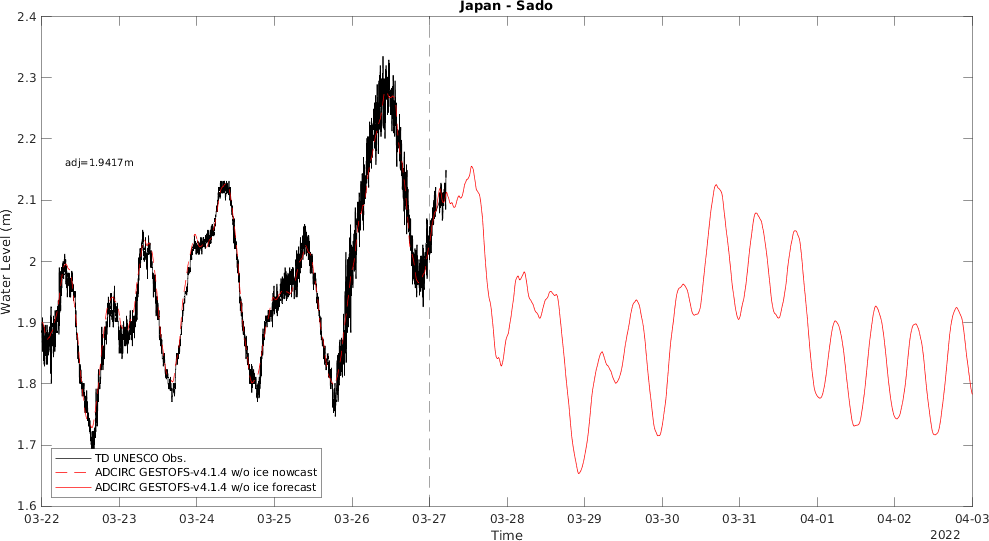 Japan - Sado
2.4
2.3
2.2
2.1
2
1.9
1.8
1.7
1.6
Water Level (m)
adj=1.9417m
TD UNESCO Obs.
ADCIRC GESTOFS-v4.1.4 w/o ice nowcast
ADCIRC GESTOFS-v4.1.4 w/o ice forecast
03-22 03-23 03-24 03-25 03-26 03-27 03-28 03-29 03-30 03-31 04-01 04-02 04-03
Time
2022